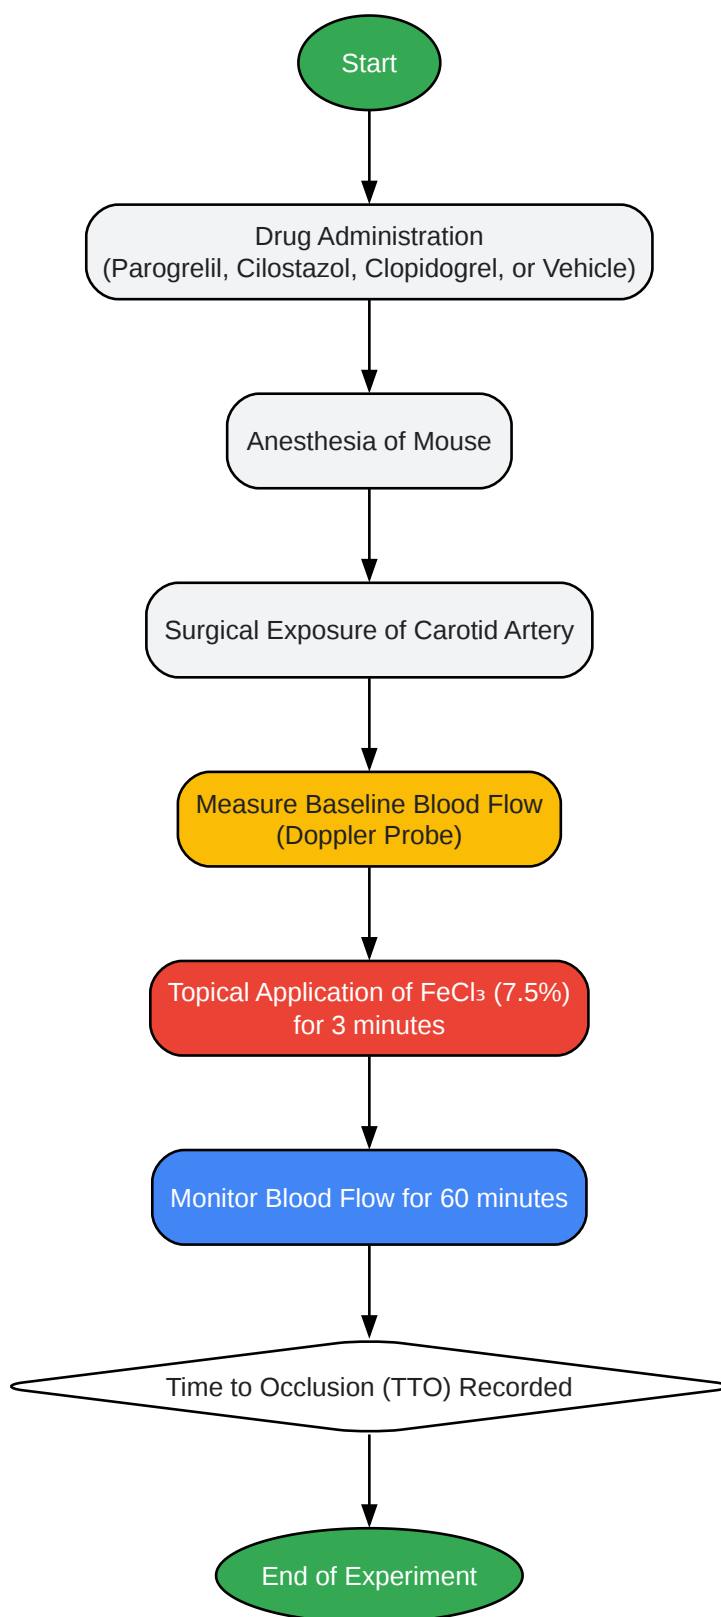 Start
Drug Administration
(Parogrelil, Cilostazol, Clopidogrel, or Vehicle)
Anesthesia of Mouse
Surgical Exposure of Carotid Artery
Measure Baseline Blood Flow
(Doppler Probe)
Topical Application of FeCl₃ (7.5%)
for 3 minutes
Monitor Blood Flow for 60 minutes
Time to Occlusion (TTO) Recorded
End of Experiment